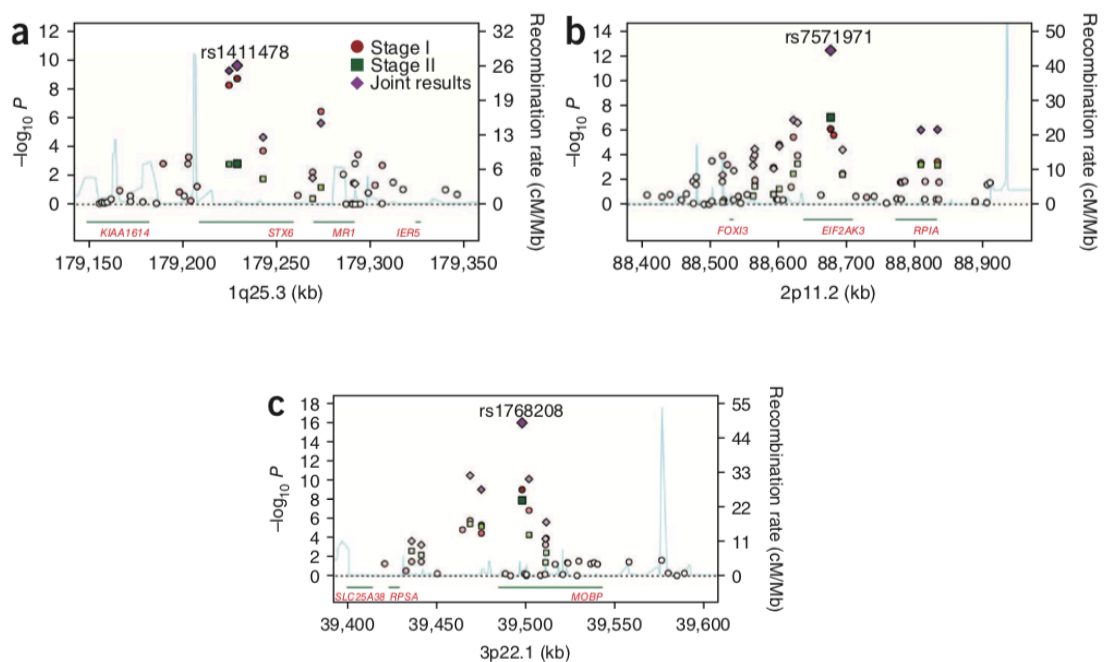 a
12
10
8
6
4
2
0
–log10 P
rs1411478
Stage I
Stage II
Joint results
32
26
19
13
6
0
Recombination rate (cM/Mb)
KIAA1614
STX6
MR1
IER5
179,150
179,200
179,250
179,300
179,350
1q25.3 (kb)
b
14
12
10
8
6
4
2
0
–log10 P
rs7571971
50
40
30
20
10
0
Recombination rate (cM/Mb)
FOXI3
EIF2AK3
RPIA
88,400
88,500
88,600
88,700
88,800
88,900
2p11.2 (kb)
c
18
16
14
12
10
8
6
4
2
0
–log10 P
rs1768208
55
44
33
22
11
0
Recombination rate (cM/Mb)
SLC25A38
RPSA
MOBP
39,400
39,450
39,500
39,550
39,600
3p22.1 (kb)